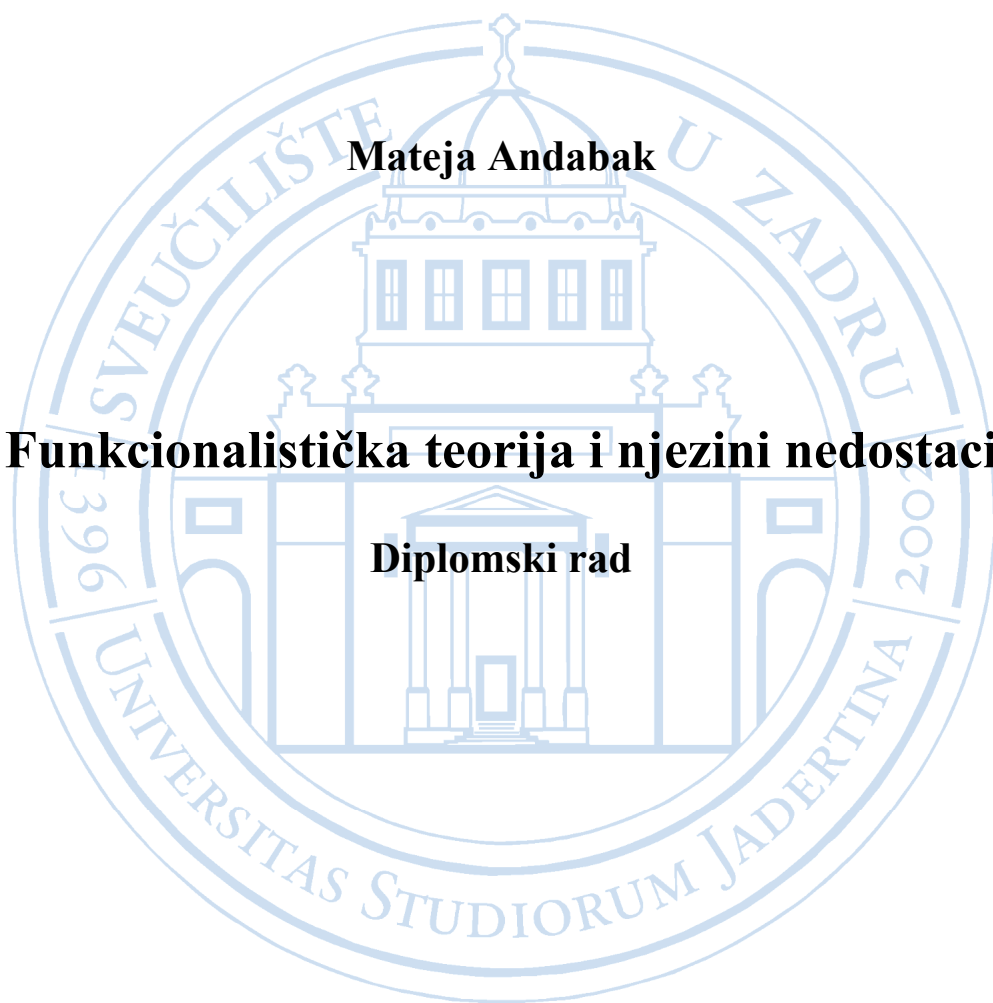 Mateja Andabak
Funkcionalistička teorija i njezini nedostaci
Diplomski rad
SVEUČILIŠTE U ZADRU
1396
2002
UNIVERSITAS STUDIORUM JADERTINA